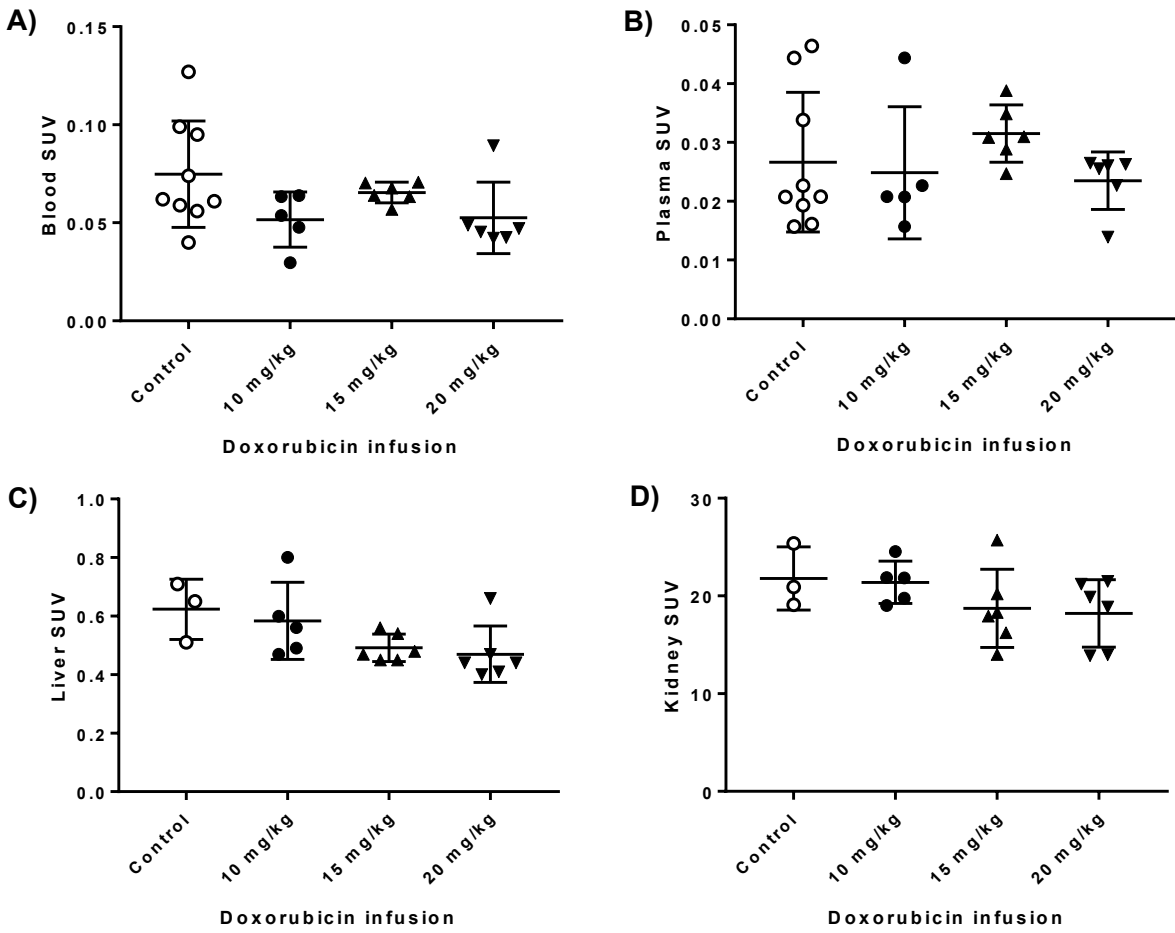 A)
Blood SUV
0.15
0.10
0.05
0.00
Control
10 mg/kg
15 mg/kg
20 mg/kg
Doxorubicin infusion
B)
Plasma SUV
0.05
0.04
0.03
0.02
0.01
0.00
Control
10 mg/kg
15 mg/kg
20 mg/kg
Doxorubicin infusion
C)
Liver SUV
1.0
0.8
0.6
0.4
0.2
0.0
Control
10 mg/kg
15 mg/kg
20 mg/kg
Doxorubicin infusion
D)
Kidney SUV
30
20
10
0
Control
10 mg/kg
15 mg/kg
20 mg/kg
Doxorubicin infusion